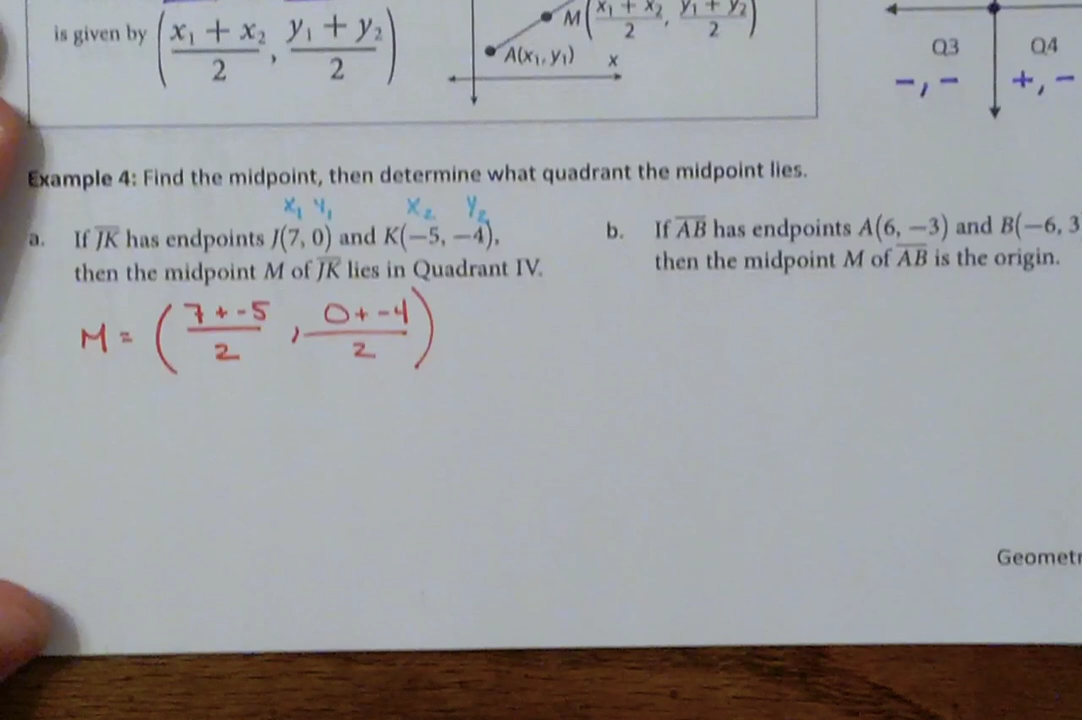 is given by (x₁ + x₂ / 2, y₁ + y₂ / 2)
M(x₁ + x₂ / 2, y₁ + y₂ / 2)
A(x₁, y₁)
x
Q3
Q4
−, −
+, −
Example 4: Find the midpoint, then determine what quadrant the midpoint lies.
x₁ y₁ x₂ y₂
a. If JK has endpoints J(7, 0) and K(−5, −4),
then the midpoint M of JK lies in Quadrant IV.
M = (7 + -5 / 2, 0 + -4 / 2)
b. If AB has endpoints A(6, −3) and B(−6, 3
then the midpoint M of AB is the origin.
Geometr